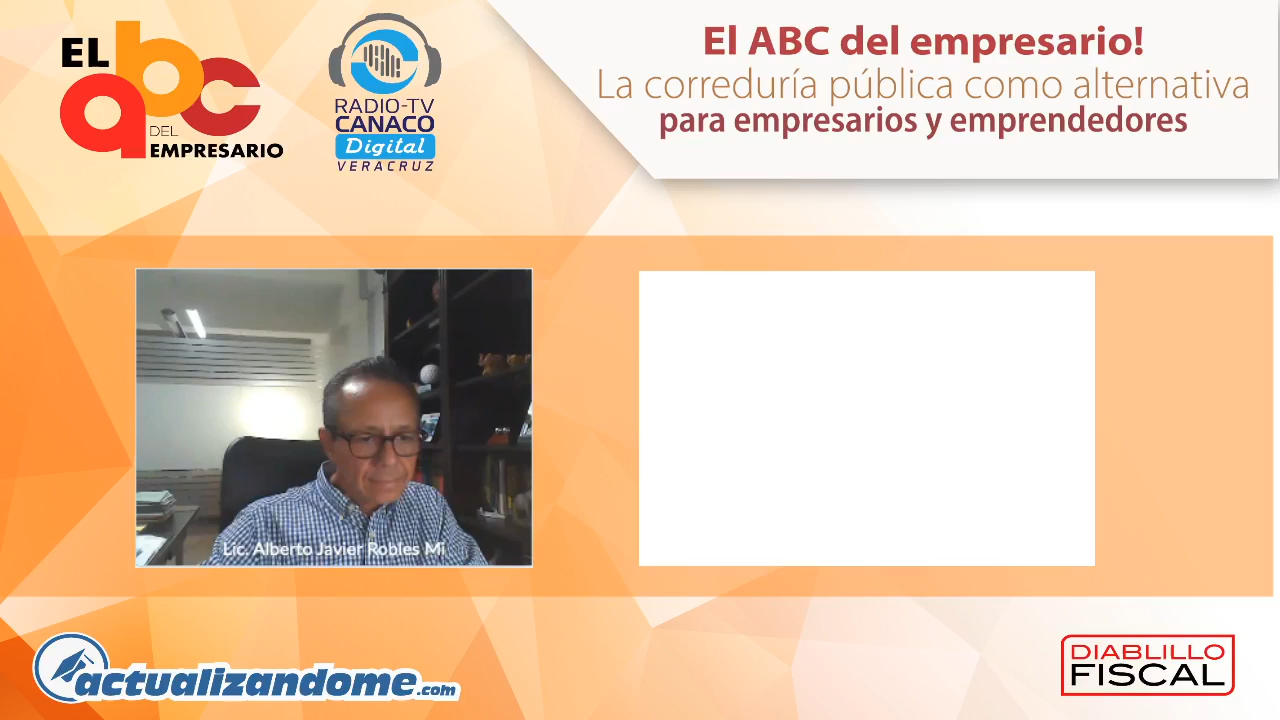 EL
abc
DEL
EMPRESARIO
RADIO-TV
CANACO
Digital
VERACRUZ
El ABC del empresario!
La correduría pública como alternativa
para empresarios y emprendedores
Lic. Alberto Javier Robles Mi
actualizandome.com
DIABLILLO
FISCAL